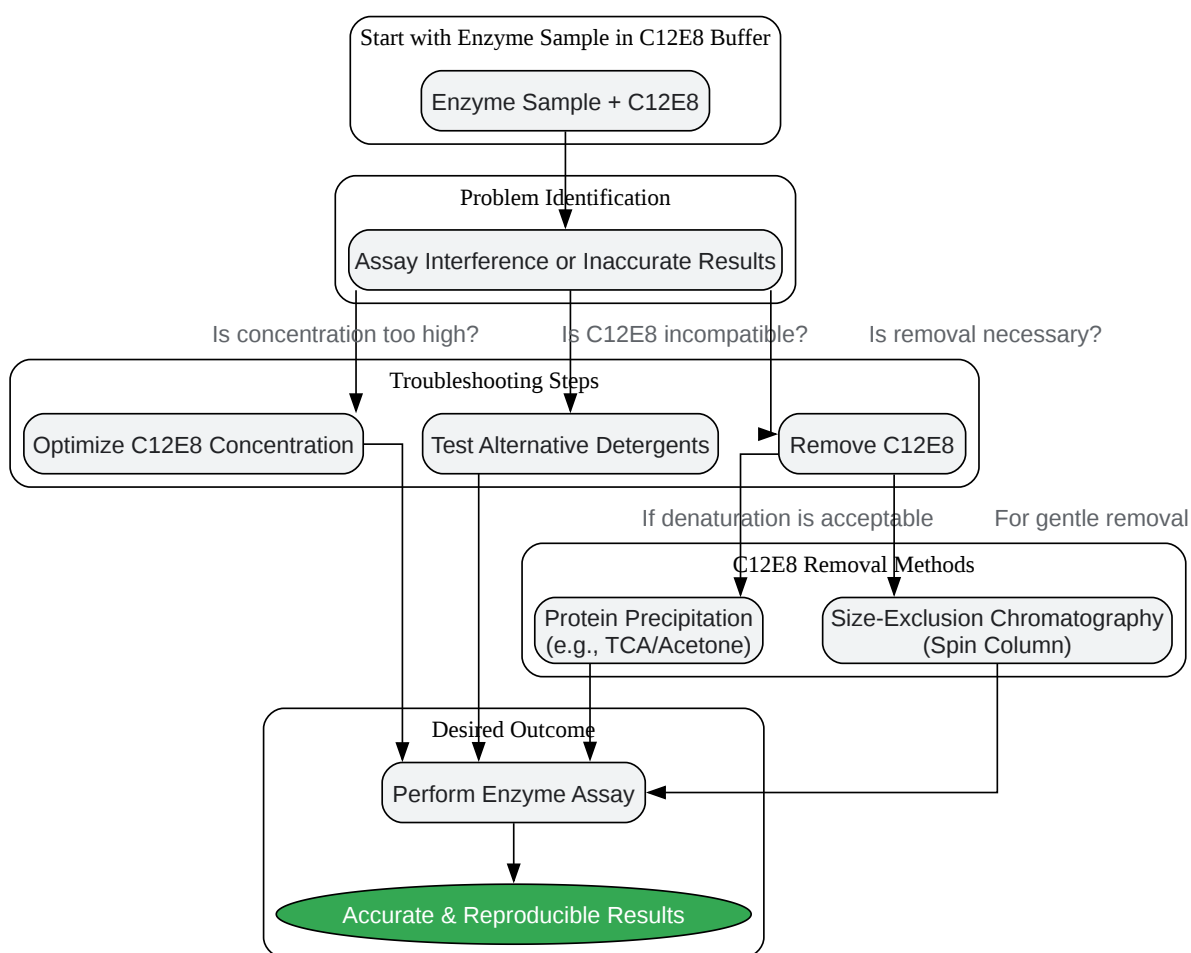 Start with Enzyme Sample in C12E8 Buffer
Enzyme Sample + C12E8
Problem Identification
Assay Interference or Inaccurate Results
Is concentration too high?
Is C12E8 incompatible?
Is removal necessary?
Troubleshooting Steps
Optimize C12E8 Concentration
Test Alternative Detergents
Remove C12E8
If denaturation is acceptable
For gentle removal
C12E8 Removal Methods
Protein Precipitation
(e.g., TCA/Acetone)
Size-Exclusion Chromatography
(Spin Column)
Desired Outcome
Perform Enzyme Assay
Accurate & Reproducible Results